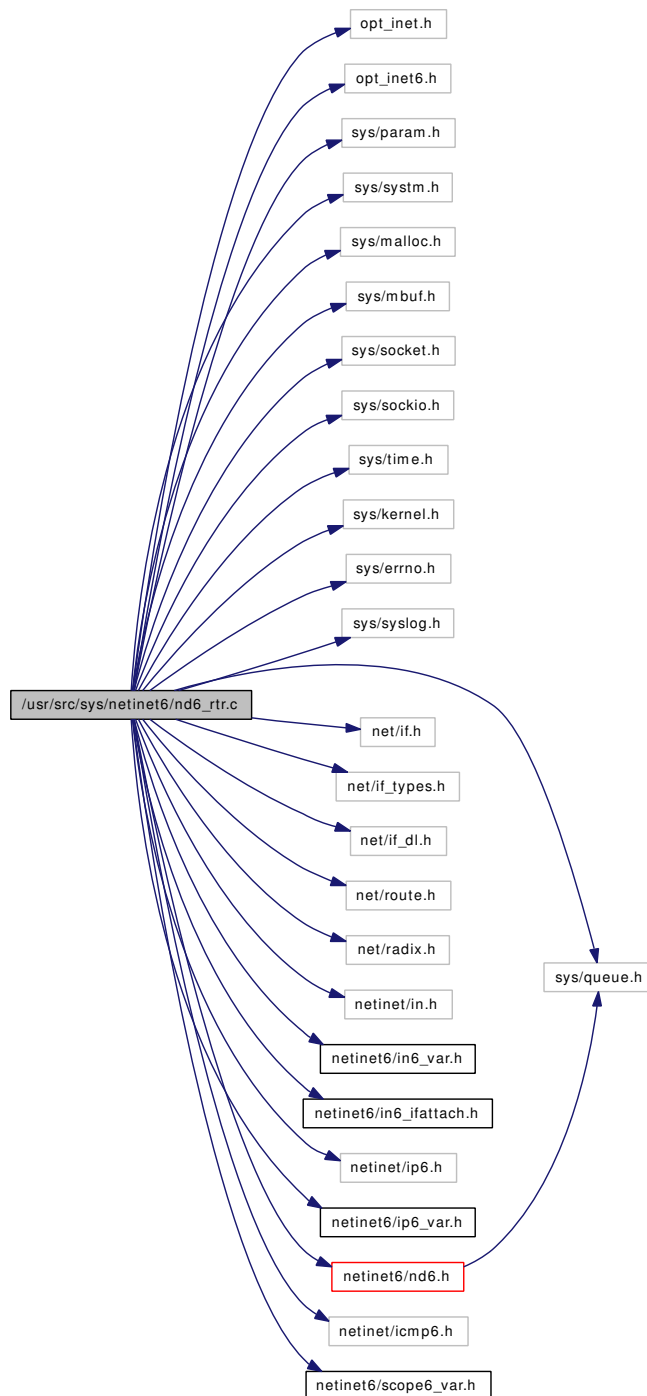 opt_inet.h
opt_inet6.h
sys/param.h
sys/systm.h
sys/malloc.h
sys/mbuf.h
sys/socket.h
sys/sockio.h
sys/time.h
sys/kernel.h
sys/errno.h
sys/syslog.h
/usr/src/sys/netinet6/nd6_rtr.c
net/if.h
net/if_types.h
net/if_dl.h
net/route.h
net/radix.h
sys/queue.h
netinet/in.h
netinet6/in6_var.h
netinet6/in6_ifattach.h
netinet/ip6.h
netinet6/ip6_var.h
netinet6/nd6.h
netinet/icmp6.h
netinet6/scope6_var.h